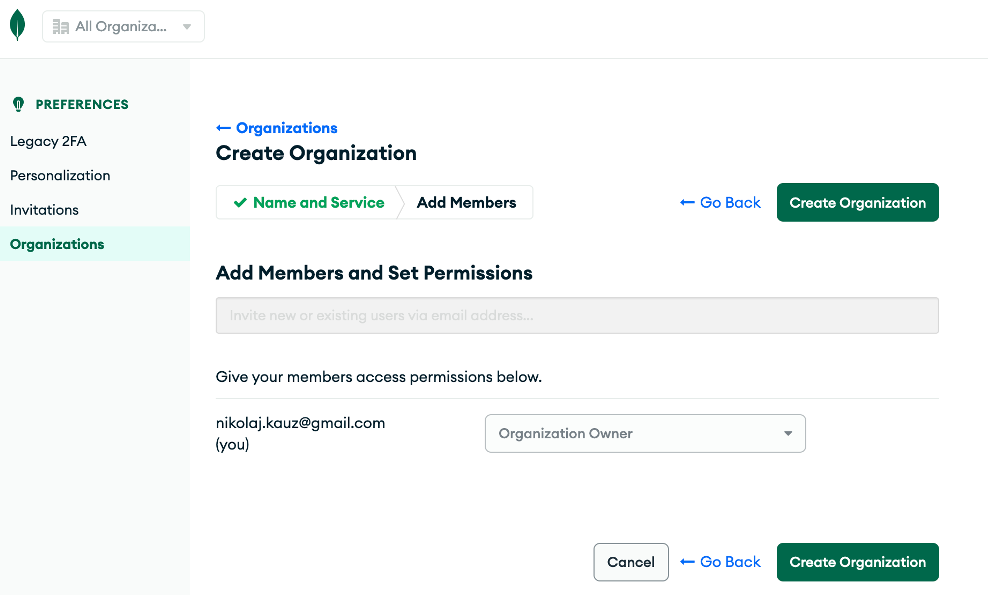 All Organiza...
PREFERENCES
Legacy 2FA
Personalization
Invitations
Organizations
← Organizations
Create Organization
✔ Name and Service
Add Members
← Go Back
Create Organization
Add Members and Set Permissions
Invite new or existing users via email address...
Give your members access permissions below.
nikolaj.kauz@gmail.com
(you)
Organization Owner
Cancel
← Go Back
Create Organization